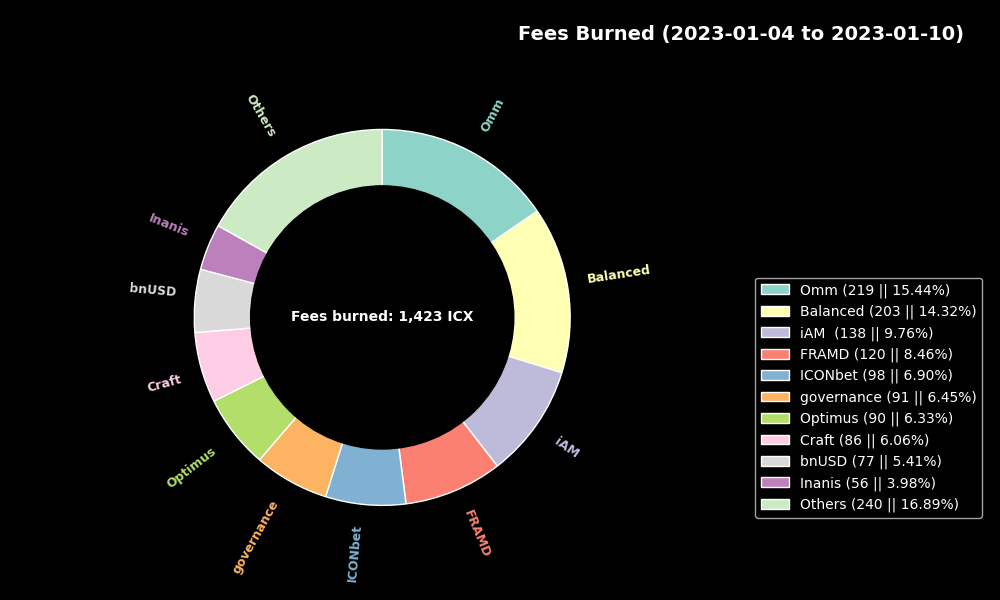 Fees Burned (2023-01-04 to 2023-01-10)
Others
Omm
Inanis
Balanced
bnUSD
Fees burned: 1,423 ICX
Craft
iAM
Optimus
governance
ICONbet
FRAMD
Omm (219 || 15.44%)
Balanced (203 || 14.32%)
iAM  (138 || 9.76%)
FRAMD (120 || 8.46%)
ICONbet (98 || 6.90%)
governance (91 || 6.45%)
Optimus (90 || 6.33%)
Craft (86 || 6.06%)
bnUSD (77 || 5.41%)
Inanis (56 || 3.98%)
Others (240 || 16.89%)